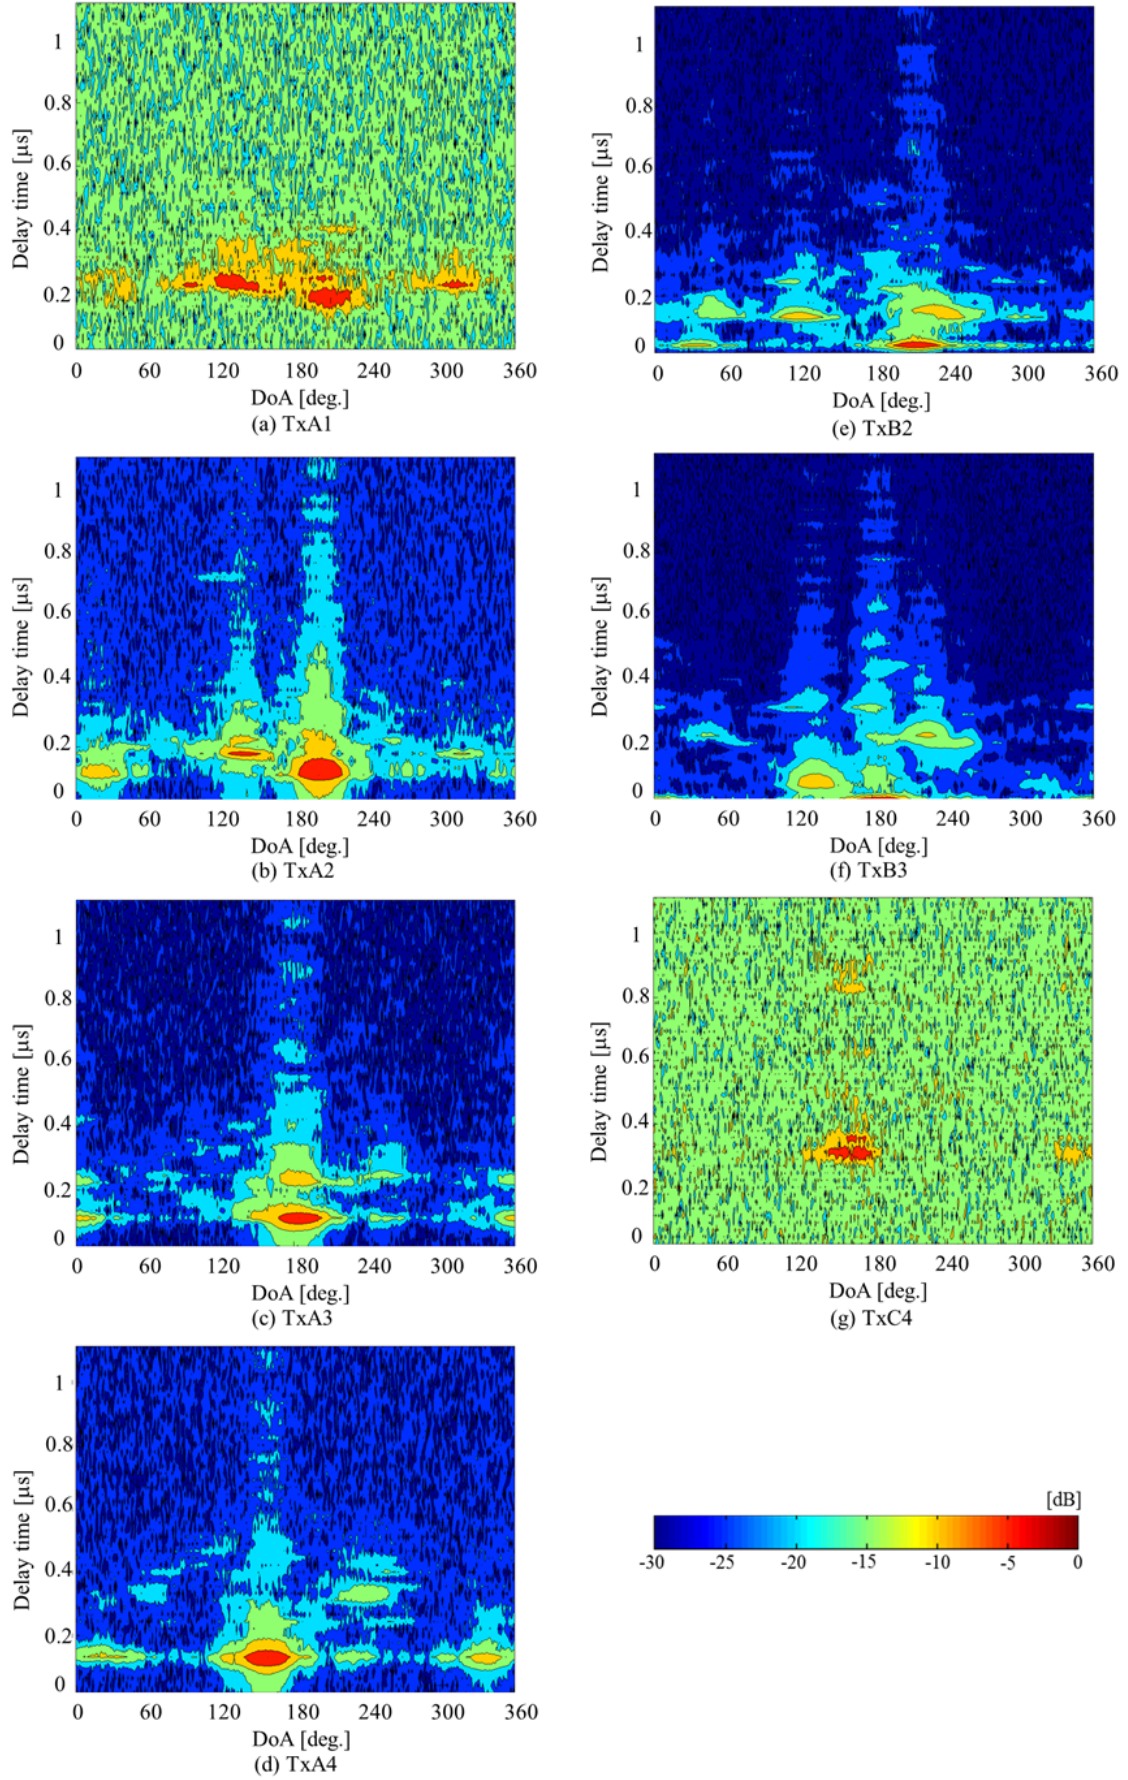 1
0.8
0.6
0.4
0.2
0
Delay time [μs]
0 60 120 180 240 300 360
DoA [deg.]
(a) TxA1
1
0.8
0.6
0.4
0.2
0
Delay time [μs]
0 60 120 180 240 300 360
DoA [deg.]
(e) TxB2
1
0.8
0.6
0.4
0.2
0
Delay time [μs]
0 60 120 180 240 300 360
DoA [deg.]
(b) TxA2
1
0.8
0.6
0.4
0.2
0
Delay time [μs]
0 60 120 180 240 300 360
DoA [deg.]
(f) TxB3
1
0.8
0.6
0.4
0.2
0
Delay time [μs]
0 60 120 180 240 300 360
DoA [deg.]
(c) TxA3
1
0.8
0.6
0.4
0.2
0
Delay time [μs]
0 60 120 180 240 300 360
DoA [deg.]
(g) TxC4
1
0.8
0.6
0.4
0.2
0
Delay time [μs]
0 60 120 180 240 300 360
DoA [deg.]
(d) TxA4
[dB]
-30 -25 -20 -15 -10 -5 0